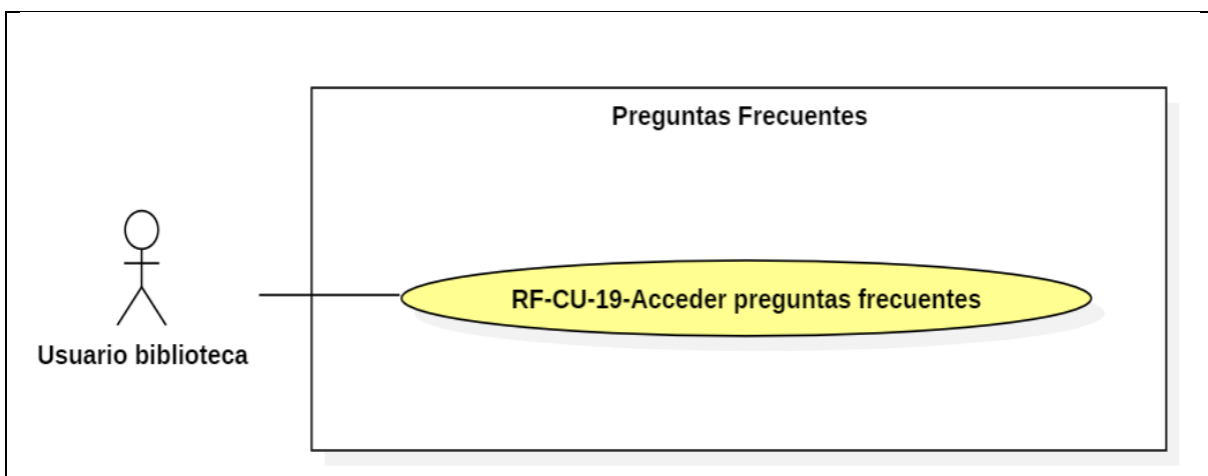 Preguntas Frecuentes
RF-CU-19-Acceder preguntas frecuentes
Usuario biblioteca